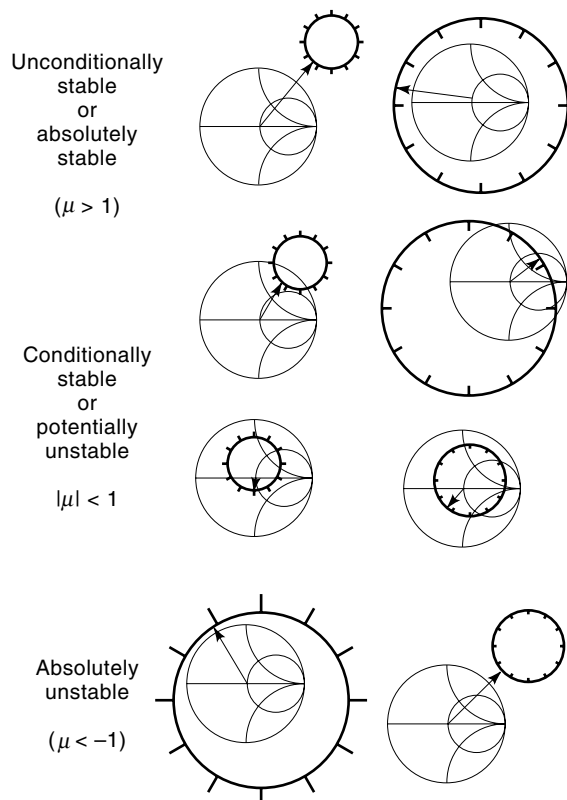 Unconditionally
stable
or
absolutely
stable
(μ > 1)
Conditionally
stable
or
potentially
unstable
|μ| < 1
Absolutely
unstable
(μ < –1)